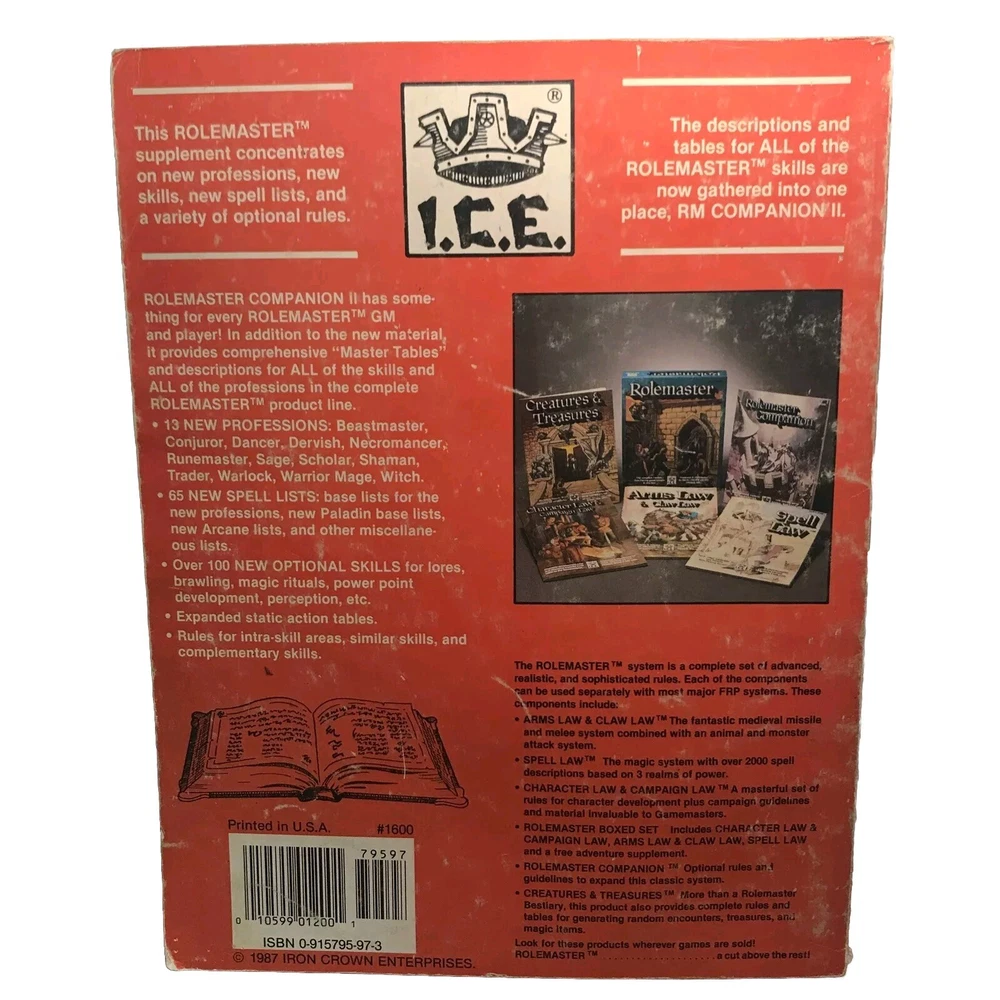 This ROLEMASTER™
supplement concentrates
on new professions, new
skills, new spell lists, and
a variety of optional rules.
®
I.C.E.
The descriptions and
tables for ALL of the
ROLEMASTER™ skills are
now gathered into one
place, RM COMPANION II.
ROLEMASTER COMPANION II has some-
thing for every ROLEMASTER™ GM
and player! In addition to the new material,
it provides comprehensive "Master Tables"
and descriptions for ALL of the skills and
ALL of the professions in the complete
ROLEMASTER™ product line.
• 13 NEW PROFESSIONS: Beastmaster,
Conjuror, Dancer, Dervish, Necromancer,
Runemaster, Sage, Scholar, Shaman,
Trader, Warlock, Warrior Mage, Witch.
• 65 NEW SPELL LISTS: base lists for the
new professions, new Paladin base lists,
new Arcane lists, and other miscellane-
ous lists.
• Over 100 NEW OPTIONAL SKILLS for lores,
brawling, magic rituals, power point
development, perception, etc.
• Expanded static action tables.
• Rules for intra-skill areas, similar skills, and
complementary skills.
Creatures &
Treasures
Rolemaster
Rolemaster
Companion
Character Law
Campaign Law
Arms Law
& Claw Law
Spell
Law
The ROLEMASTER™ system is a complete set of advanced,
realistic, and sophisticated rules. Each of the components
can be used separately with most major FRP systems. These
components include:
• ARMS LAW & CLAW LAW™ The fantastic medieval missile
and melee system combined with an animal and monster
attack system.
• SPELL LAW™ The magic system with over 2000 spell
descriptions based on 3 realms of power.
• CHARACTER LAW & CAMPAIGN LAW™ A masterful set of
rules for character development plus campaign guidelines
and material invaluable to Gamemasters.
• ROLEMASTER BOXED SET Includes CHARACTER LAW &
CAMPAIGN LAW, ARMS LAW & CLAW LAW, SPELL LAW
and a free adventure supplement.
• ROLEMASTER COMPANION™ Optional rules and
guidelines to expand this classic system.
• CREATURES & TREASURES™ More than a Rolemaster
Bestiary, this product also provides complete rules and
tables for generating random encounters, treasures, and
magic items.
Look for these products wherever games are sold!
ROLEMASTER™ . . . . . . . . . . . . . . . . . . . . a cut above the rest!
Printed in U.S.A. #1600
79597
0 10599 01200 1
ISBN 0-915795-97-3
© 1987 IRON CROWN ENTERPRISES.